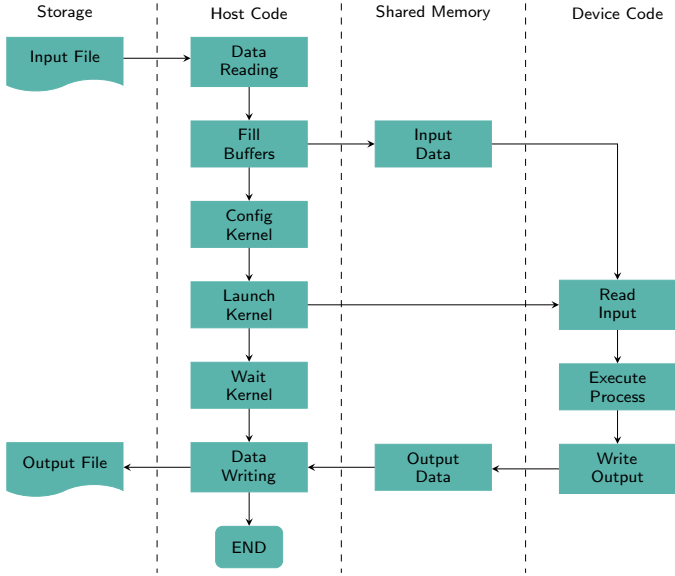 Storage
Host Code
Shared Memory
Device Code
Input File
Data
Reading
Fill
Buffers
Input
Data
Config
Kernel
Launch
Kernel
Read
Input
Wait
Kernel
Execute
Process
Output File
Data
Writing
Output
Data
Write
Output
END